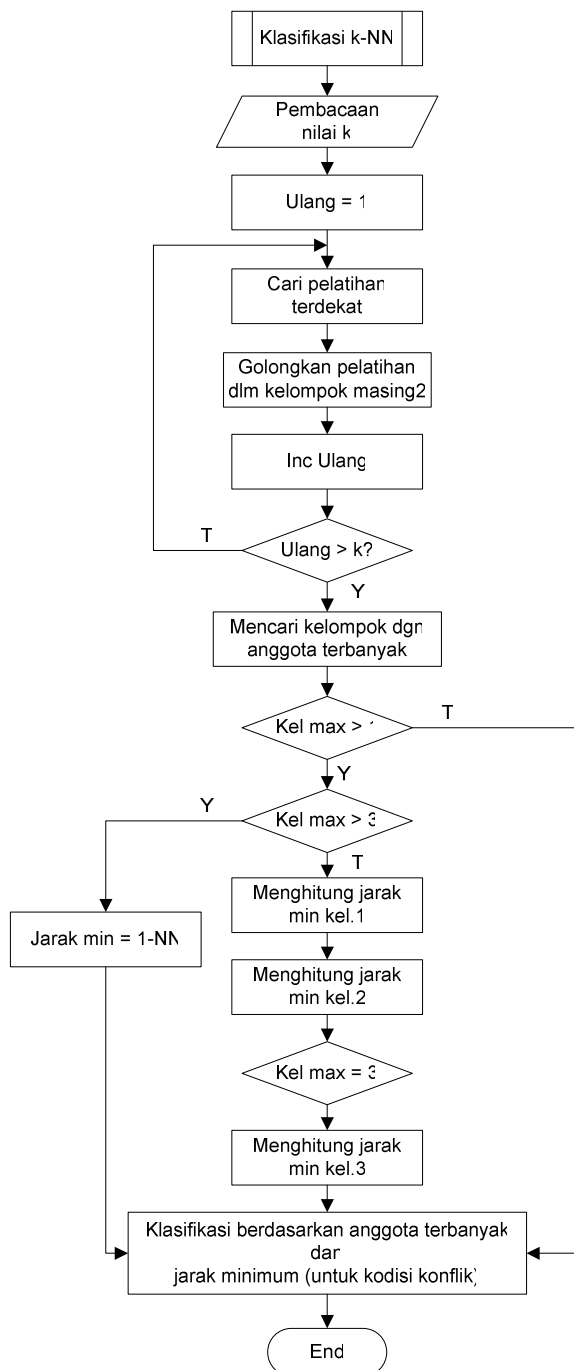 Klasifikasi k-NN
Pembacaan
nilai k
Ulang = 1
Cari pelatihan
terdekat
Golongkan pelatihan
dlm kelompok masing2
Inc Ulang
Ulang > k?
T
Y
Mencari kelompok dgn
anggota terbanyak
Kel max > 1
T
Y
Kel max > 3
Y
T
Menghitung jarak
min kel.1
Jarak min = 1-NN
Menghitung jarak
min kel.2
Kel max = 3
Menghitung jarak
min kel.3
Klasifikasi berdasarkan anggota terbanyak
dan
jarak minimum (untuk kodisi konflik)
End